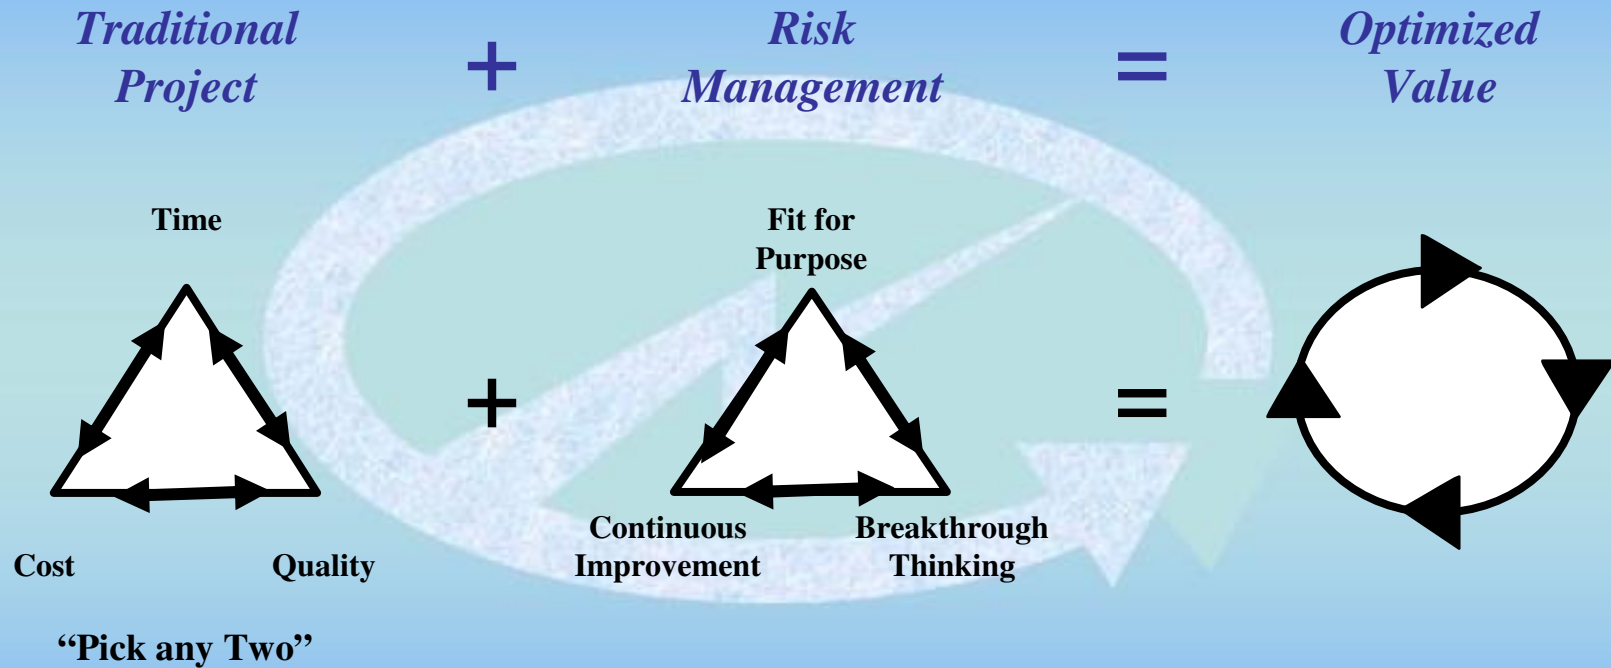 Traditional
Project
+
Risk
Management
=
Optimized
Value
Time
Fit for
Purpose
+
=
Cost
Quality
Continuous
Improvement
Breakthrough
Thinking
“Pick any Two”